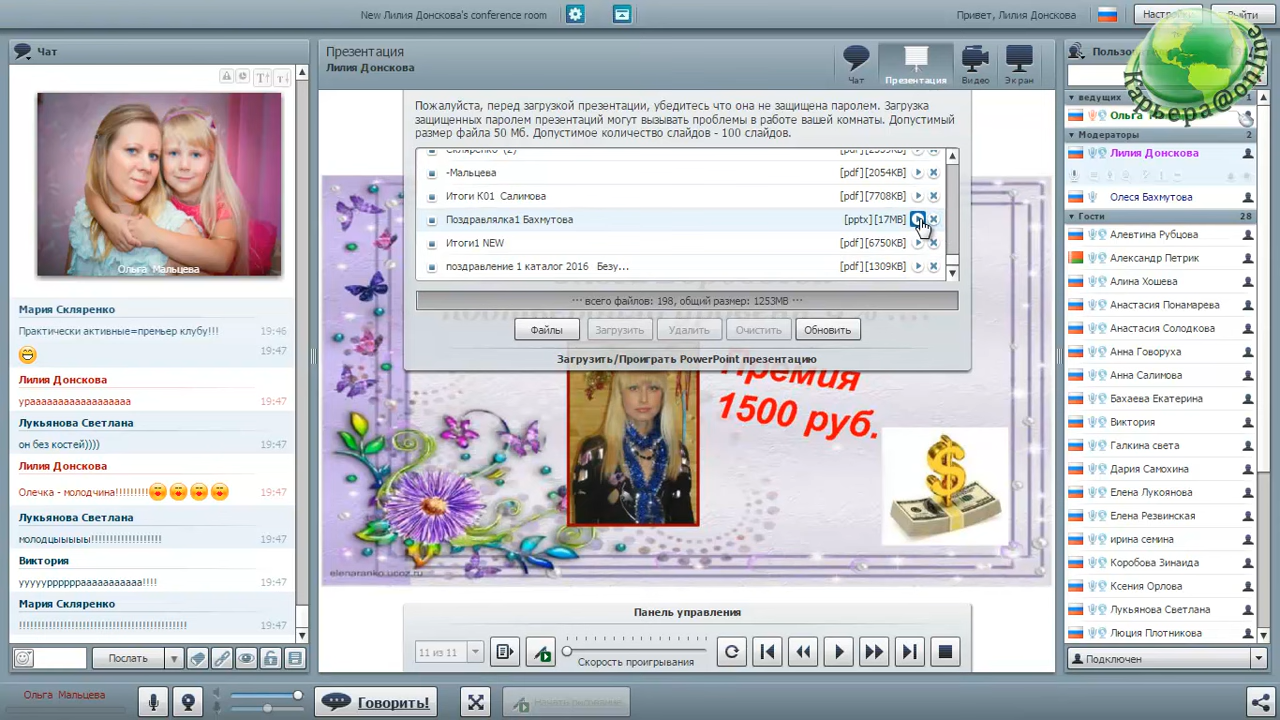 New Лилия Донскова's conference room
Привет, Лилия Донскова
Настройки
Выйти
Карьера@online
Чат
Ольга Мальцева
Мария Скляренко
Практически активные=премьер клубу!!! 19:46
19:47
Лилия Донскова
ураааааааааааааааааа 19:47
Лукьянова Светлана
он без костей)))) 19:47
Лилия Донскова
Олечка - молодчина!!!!!!!!! 19:47
Лукьянова Светлана
19:47
Виктория
19:47
Мария Скляренко
19:47
Послать
Презентация
Лилия Донскова
Чат
Презентация
Видео
Экран
Пожалуйста, перед загрузкой презентации, убедитесь что она не защищена паролем. Загрузка
защищенных паролем презентаций могут вызывать проблемы в работе вашей комнаты. Допустимый
размер файла 50 Мб. Допустимое количество слайдов - 100 слайдов.
Скляренко (2) [pdf][2359KB]
-Мальцева [pdf][2054KB]
Итоги К01 Салимова [pdf][7708KB]
Поздравлялка1 Бахмутова [pptx][17MB]
Итоги1 NEW [pdf][6750KB]
поздравление 1 каталог 2016 Безу... [pdf][1309KB]
··· всего файлов: 198, общий размер: 1253MB ···
Файлы
Загрузить
Удалить
Очистить
Обновить
Загрузить/Проиграть PowerPoint презентацию
Премия
1500 руб.
elenaranko.ucoz.ru
Панель управления
11 из 11
Скорость проигрывания
ведущих 1
Модераторы 2
Лилия Донскова
Олеся Бахмутова
Гости 28
Алевтина Рубцова
Александр Петрик
Алина Хошева
Анастасия Понамарева
Анастасия Солодкова
Анна Говоруха
Анна Салимова
Бахаева Екатерина
Виктория
Галкина света
Дария Самохина
Елена Лукоянова
Елена Резвинская
ирина семина
Коробова Зинаида
Ксения Орлова
Лукьянова Светлана
Люция Плотникова
Подключен
Ольга Мальцева
Говорить!